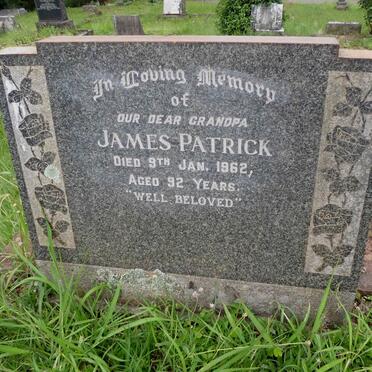 In Loving Memory
of
OUR DEAR GRANDPA
JAMES PATRICK
DIED 9TH JAN. 1962,
AGED 92 YEARS.
"WELL BELOVED"